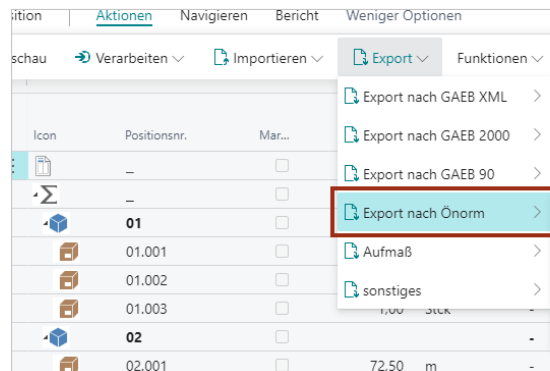 Aktionen Navigieren Bericht Weniger Optionen
Verarbeiten Importieren Export Funktionen
Export nach GAEB XML
Icon Positionsnr. Mar... Export nach GAEB 2000
_ Export nach GAEB 90
_ Export nach Önorm
01
01.001 Aufmaß
01.002 sonstiges
01.003 1,00 Stck -
02 -
02.001 72,50 m -